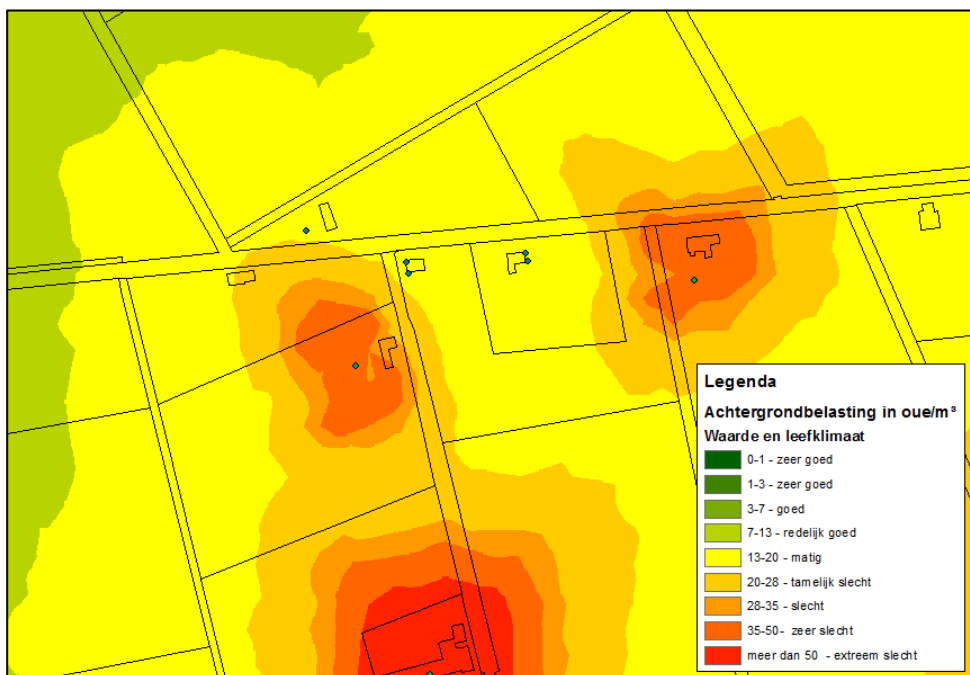 Legenda
Achtergrondbelasting in oue/m³
Waarde en leefklimaat
0-1 - zeer goed
1-3 - zeer goed
3-7 - goed
7-13 - redelijk goed
13-20 - matig
20-28 - tamelijk slecht
28-35 - slecht
35-50- zeer slecht
meer dan 50 - extreem slecht